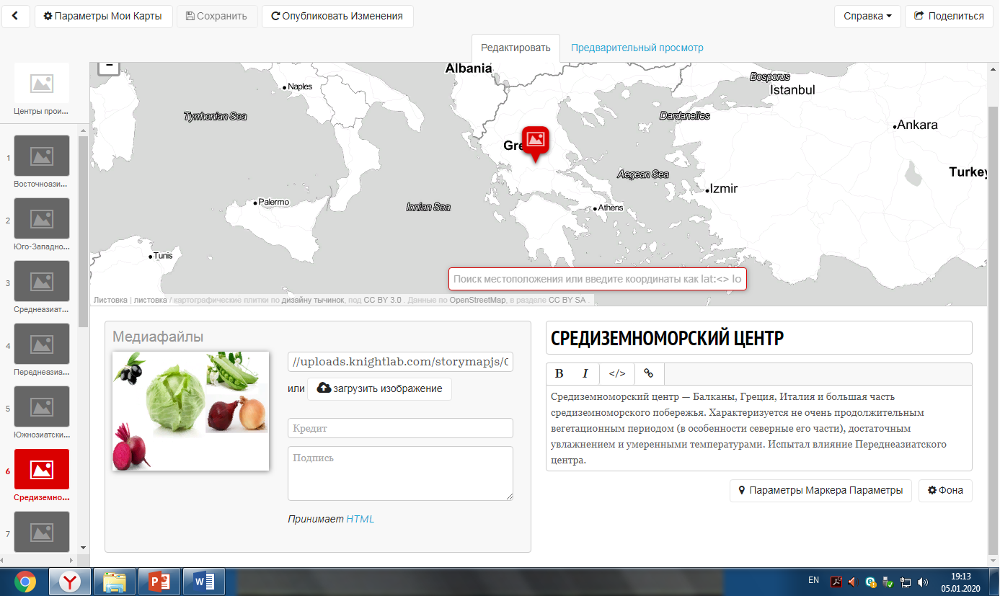 Параметры Мои Карты
Сохранить
Опубликовать Изменения
Справка
Поделиться
Редактировать
Предварительный просмотр
Центры прои...
1
Восточноази...
2
Юго-Западно...
3
Среднеазиат...
4
Переднеазиа...
5
Южнозиатски...
6
Средиземно...
7
Albania
Naples
Tyrrhenian Sea
Bosporus
Istanbul
Dardanelles
Ankara
Gre
Aegean Sea
Turkey
Izmir
Palermo
Ionian Sea
Athens
Tunis
Поиск местоположения или введите координаты как lat:<> lo
Листовка | листовка / картографические плитки по дизайну тычинок, под CC BY 3.0 . Данные по OpenStreetMap, в разделе CC BY SA .
Медиафайлы
//uploads.knightlab.com/storymapjs/
или загрузить изображение
Кредит
Подпись
Принимает HTML
СРЕДИЗЕМНОМОРСКИЙ ЦЕНТР
B I </>
Средиземноморский центр — Балканы, Греция, Италия и большая часть
средиземноморского побережья. Характеризуется не очень продолжительным
вегетационным периодом (в особенности северные его части), достаточным
увлажнением и умеренными температурами. Испытал влияние Переднеазиатского
центра.
Параметры Маркера Параметры
Фона
EN
19:13
05.01.2020